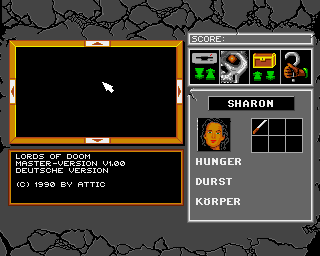 SCORE:
SHARON
HUNGER
DURST
KÖRPER
LORDS OF DOOM
MASTER-VERSION V1.00
DEUTSCHE VERSION
(C) 1990 BY ATTIC